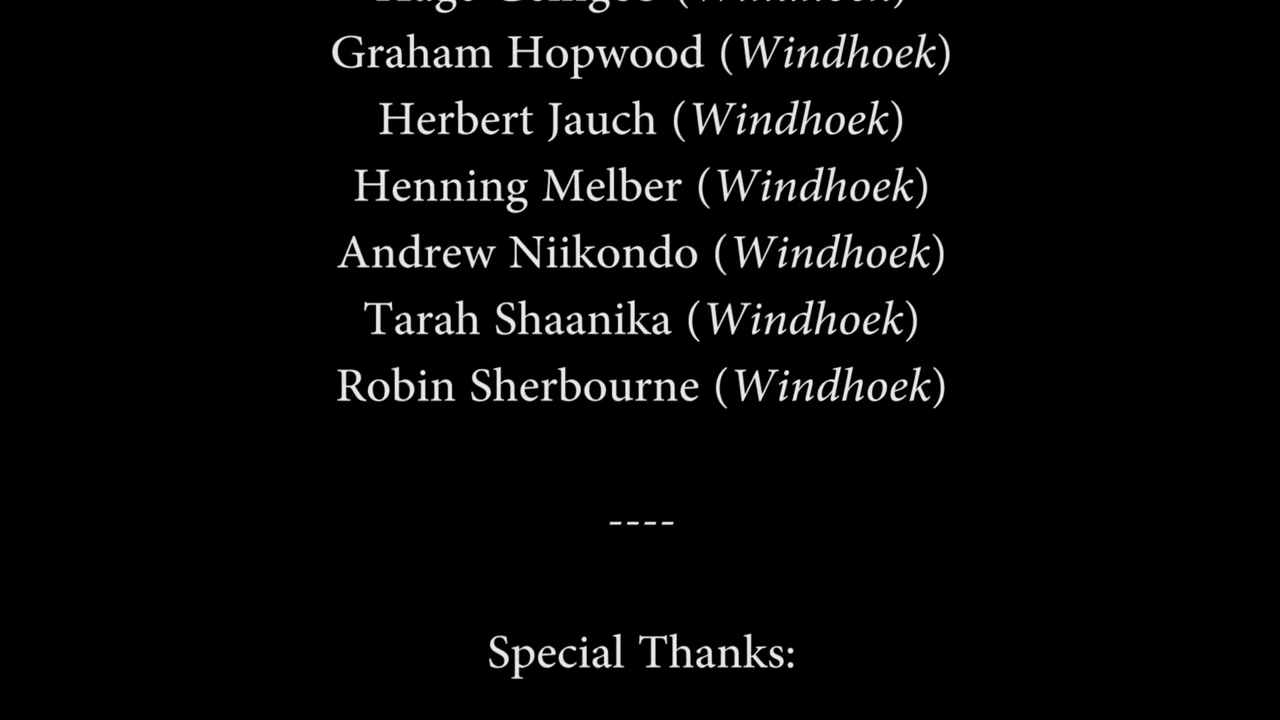 (Windhoek)
Graham Hopwood (Windhoek)
Herbert Jauch (Windhoek)
Henning Melber (Windhoek)
Andrew Niikondo (Windhoek)
Tarah Shaanika (Windhoek)
Robin Sherbourne (Windhoek)
----
Special Thanks: